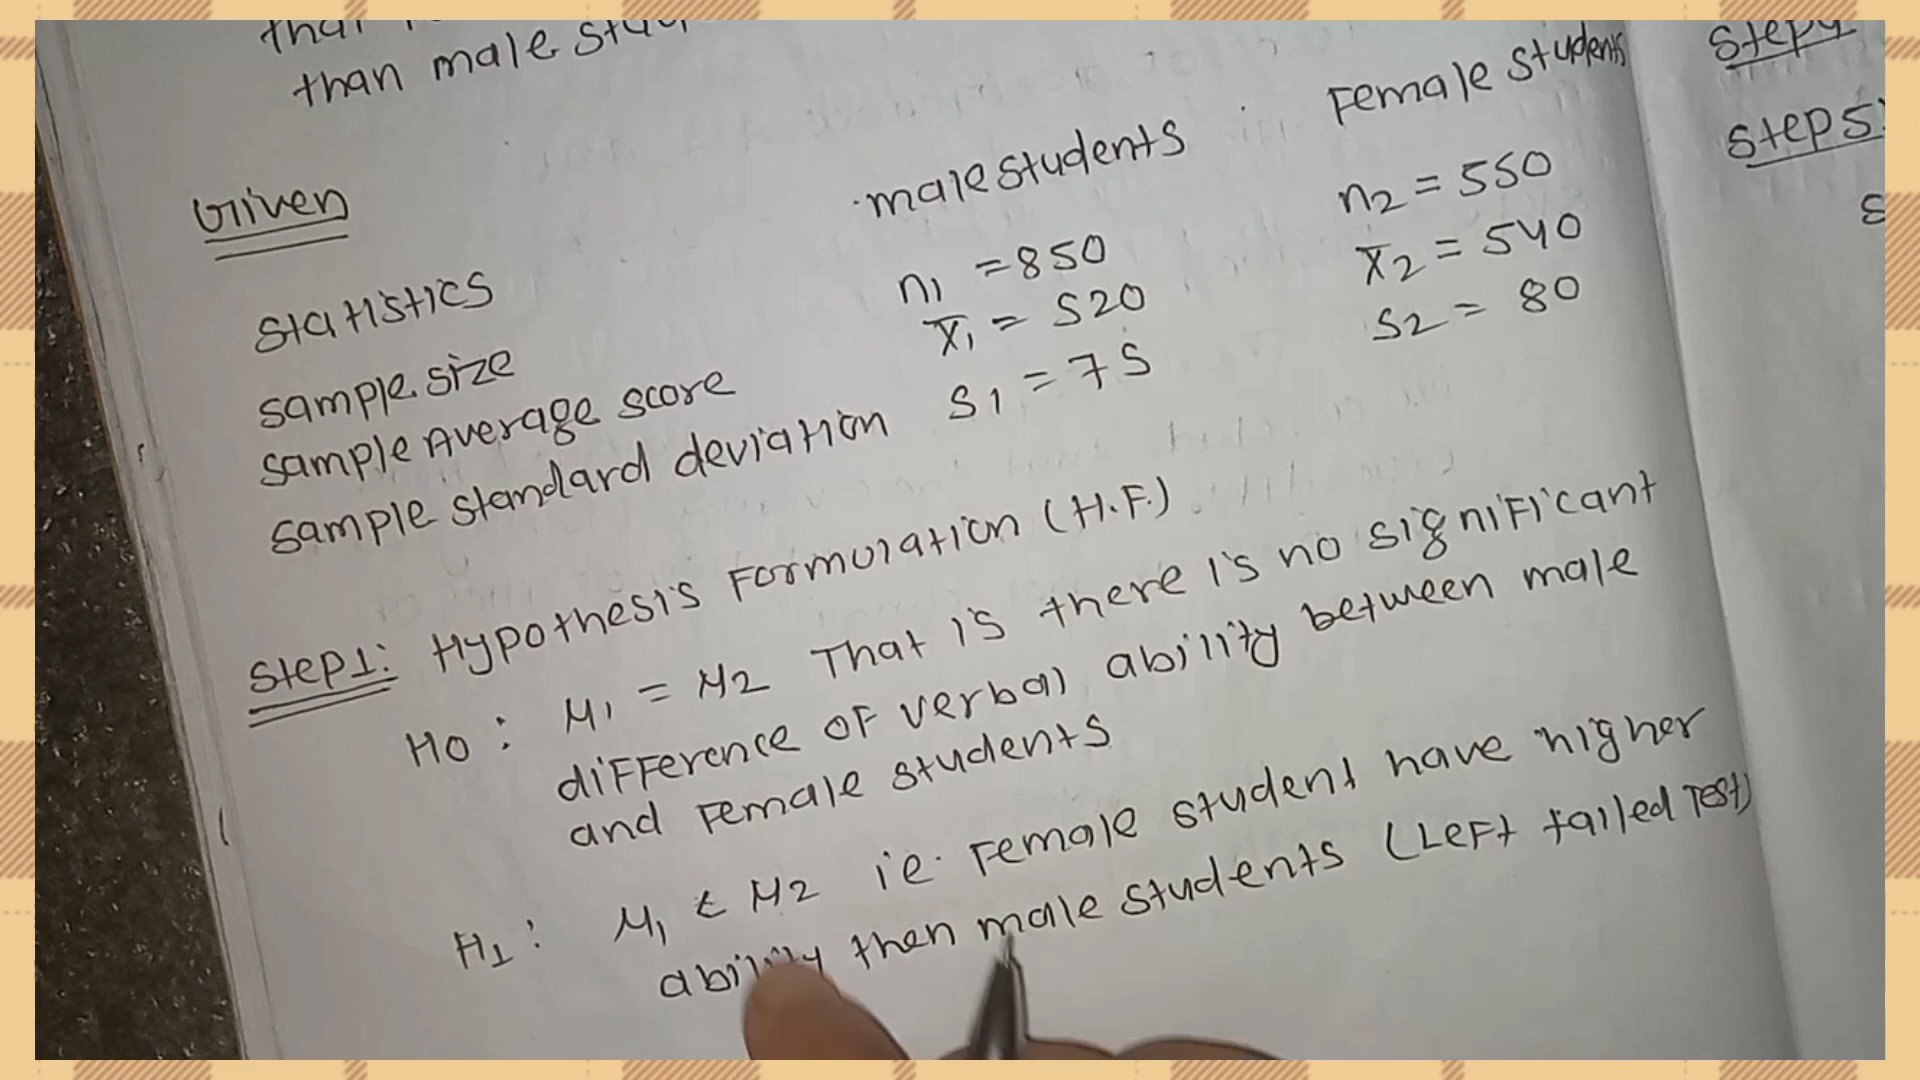 than male
Given
Statistics male students Female students
sample size n1 = 850 n2 = 550
sample Average score x̄1 = 520 x̄2 = 540
sample standard deviation s1 = 75 s2 = 80
Step1: Hypothesis Formulation (H.F.)
H0 : μ1 = μ2 That is there is no significant
difference of verbal ability between male
and Female students
H1 : μ1 < μ2 ie. Female student have higher
ability then male students (Left tailed Test)
Step4
Step5: